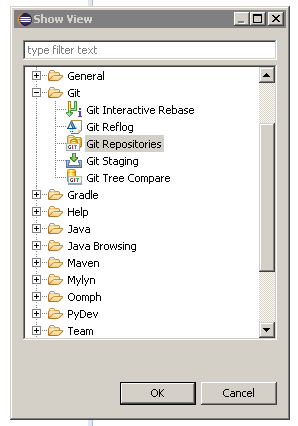 Show View
type filter text
General
Git
Git Interactive Rebase
Git Reflog
Git Repositories
Git Staging
Git Tree Compare
Gradle
Help
Java
Java Browsing
Maven
Mylyn
Oomph
PyDev
Team
OK Cancel